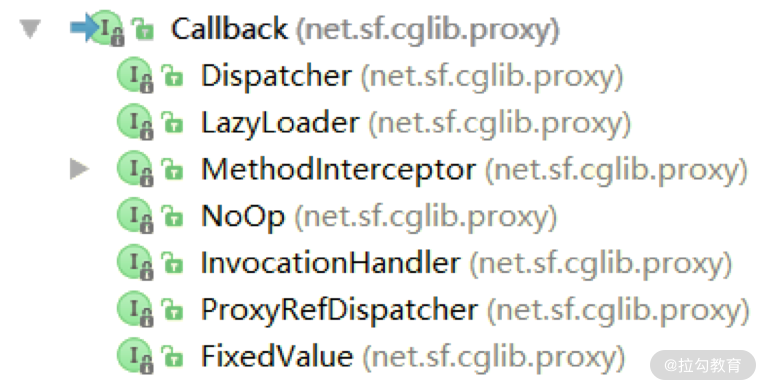 Callback (net.sf.cglib.proxy)
Dispatcher (net.sf.cglib.proxy)
LazyLoader (net.sf.cglib.proxy)
MethodInterceptor (net.sf.cglib.proxy)
NoOp (net.sf.cglib.proxy)
InvocationHandler (net.sf.cglib.proxy)
ProxyRefDispatcher (net.sf.cglib.proxy)
FixedValue (net.sf.cglib.proxy)
@拉勾教育